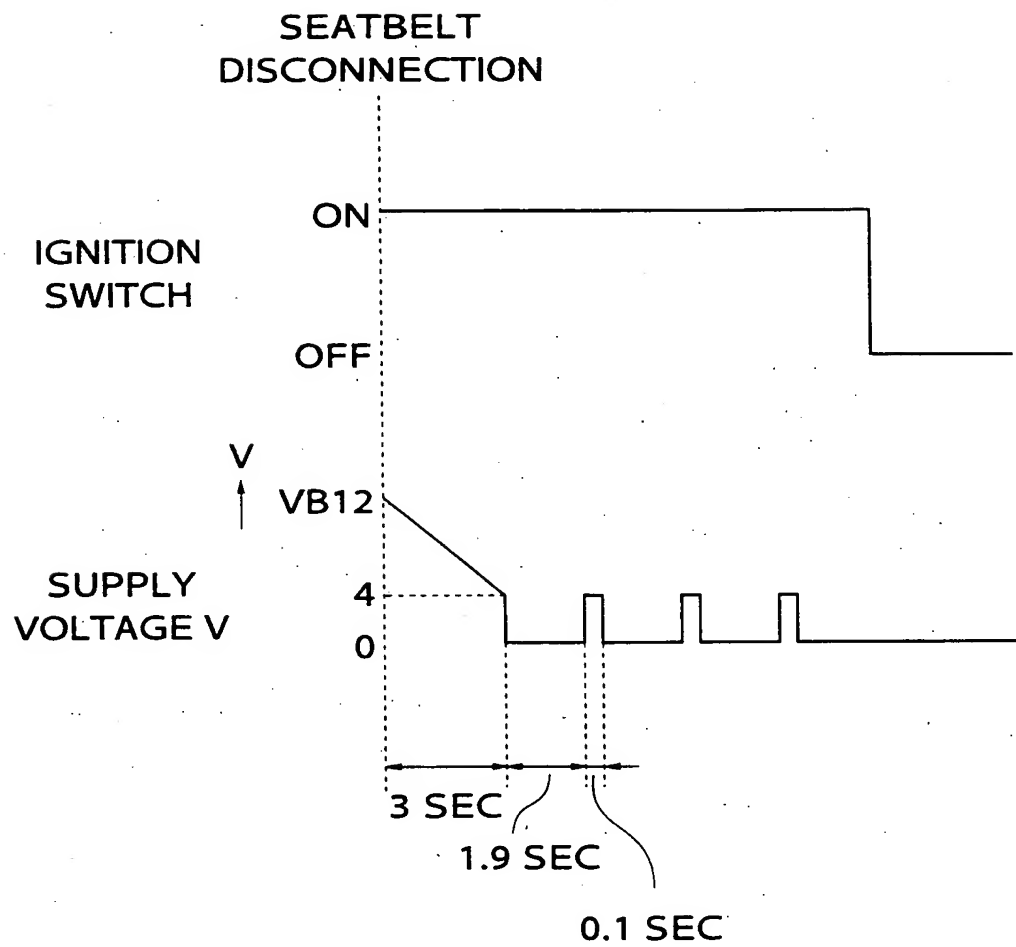 SEATBELT
DISCONNECTION
ON
IGNITION
SWITCH
OFF
V
VB12
SUPPLY
VOLTAGE V
4
0
3 SEC
1.9 SEC
0.1 SEC